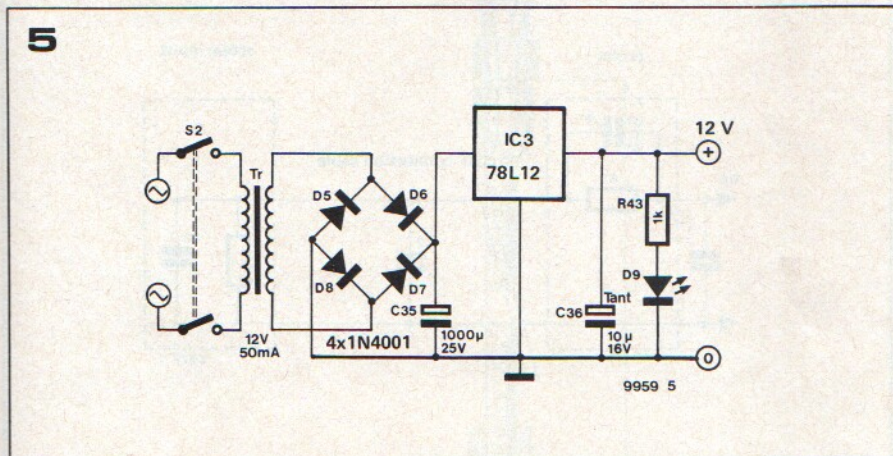 5
S2
Tr
12V
50mA
D5
D6
D8
D7
4x1N4001
C35
1000µ
25V
IC3
78L12
C36
Tant
10µ
16V
R43
1k
D9
12 V
+
0
9959 5